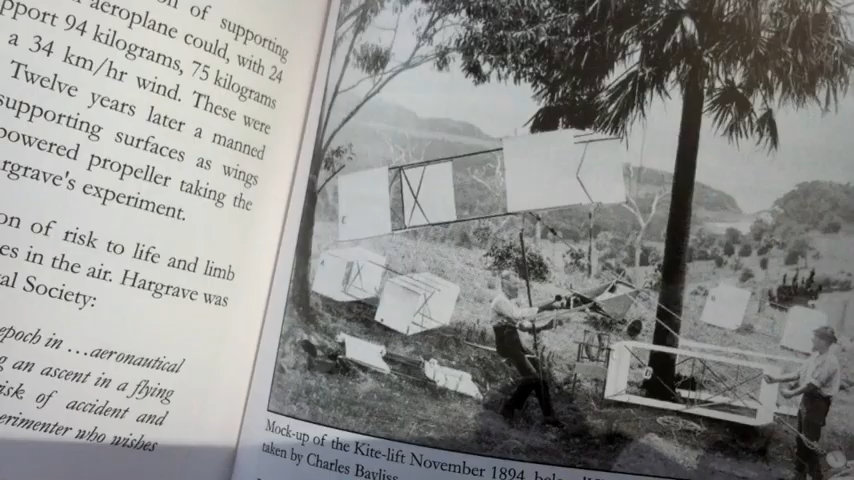 of supporting
aeroplane could, with 24
pport 94 kilograms, 75 kilograms
a 34 km/hr wind. These were
Twelve years later a manned
supporting surfaces as wings
powered propeller taking the
argrave's experiment.
on of risk to life and limb
es in the air. Hargrave was
al Society:
epoch in ...aeronautical
g an ascent in a flying
risk of accident and
erimenter who wishes
Mock-up of the Kite-lift November 1894
taken by Charles Bayliss